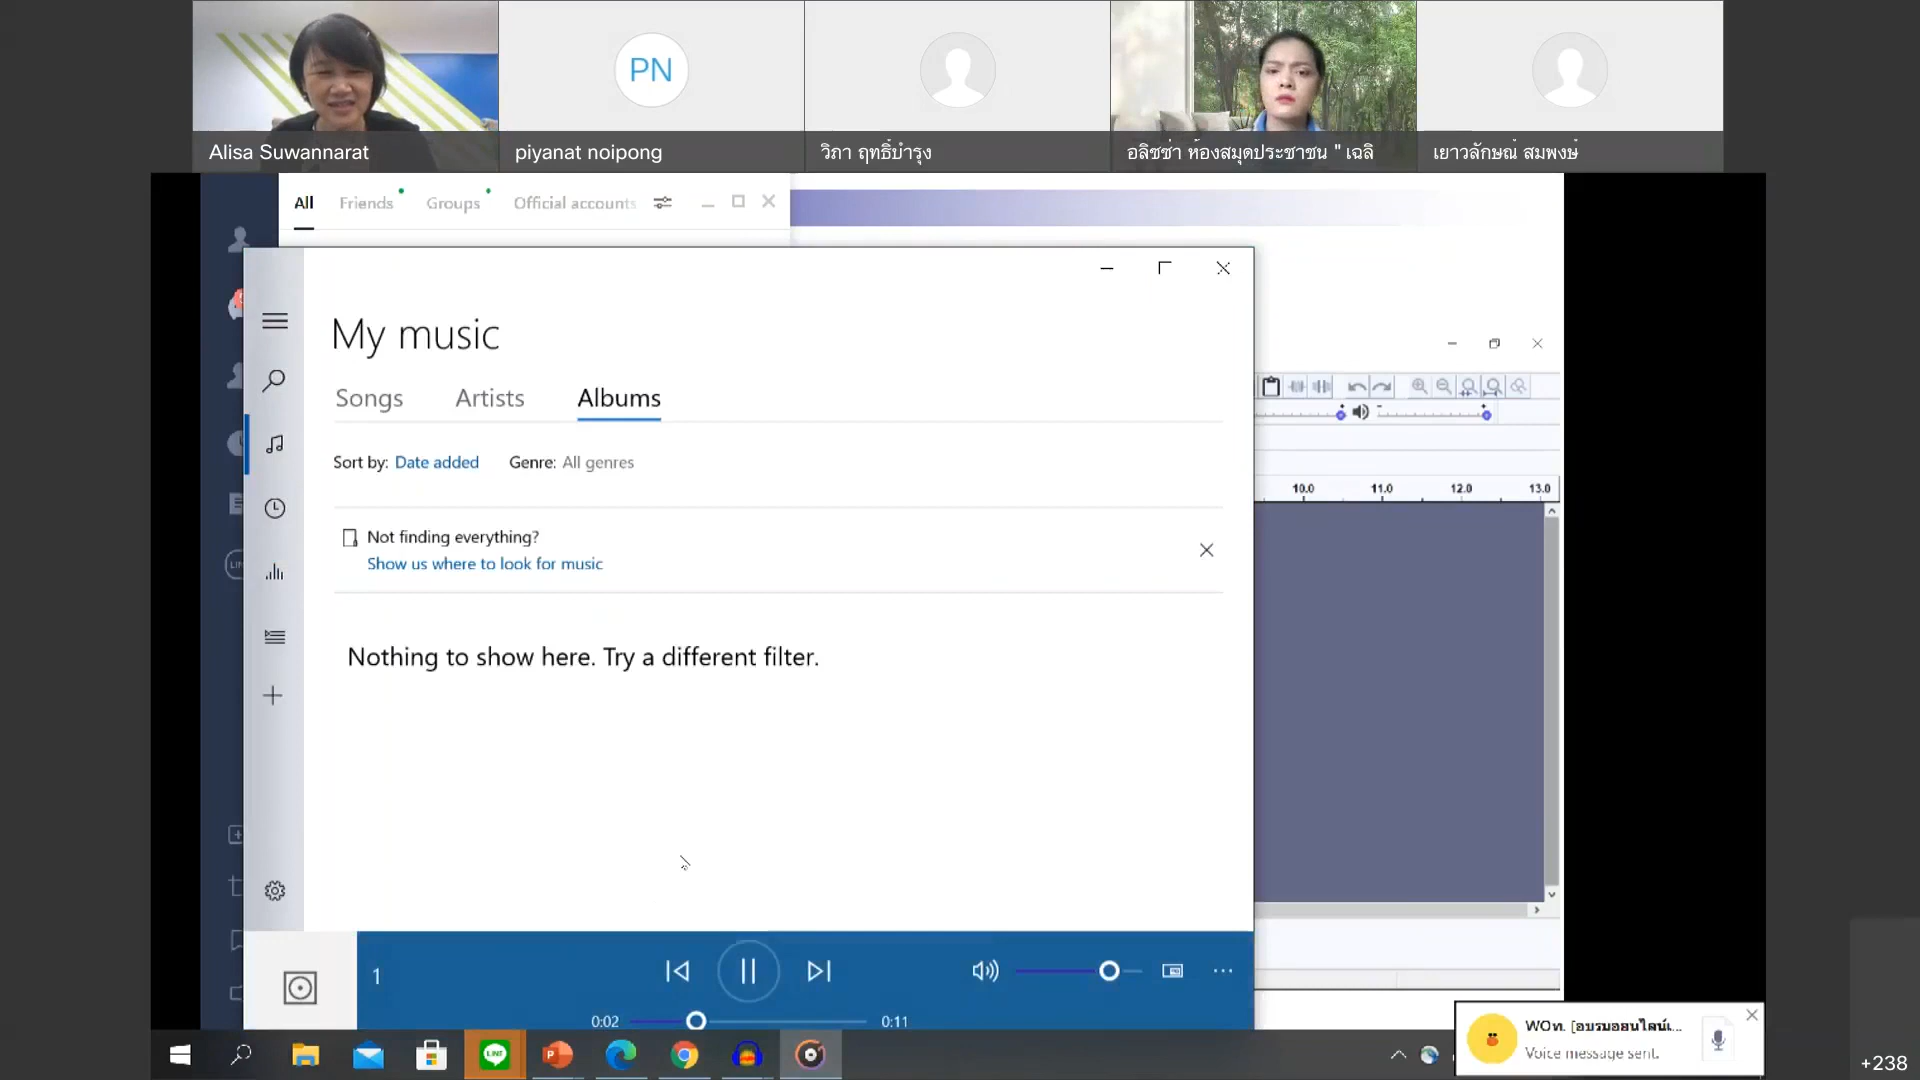 Alisa Suwannarat
PN
piyanat noipong
วิภา ฤทธิ์บำรุง
อลิซซ่า ห้องสมุดประชาชน " เฉลิ
เยาวลักษณ์ สมพงษ์
All
Friends
Groups
Official accounts
My music
Songs
Artists
Albums
Sort by: Date added
Genre: All genres
Not finding everything?
Show us where to look for music
Nothing to show here. Try a different filter.
10.0
11.0
12.0
13.0
1
0:02
0:11
LINE
Voice message sent.
+238